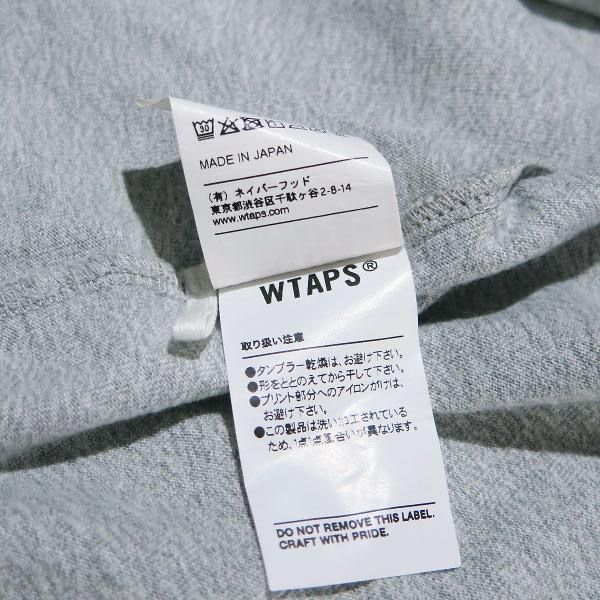 30
MADE IN JAPAN
(有) ネイバーフッド
東京都渋谷区千駄ヶ谷2-8-14
www.wtaps.com
WTAPS®
取り扱い注意
●タンブラー乾燥は、お避け下さい。
●形をととのえてから干して下さい。
●プリント部分へのアイロンがけは、
お避け下さい。
●この製品は洗い加工されている
ため、1点1点風合いが異なります。
DO NOT REMOVE THIS LABEL.
CRAFT WITH PRIDE.